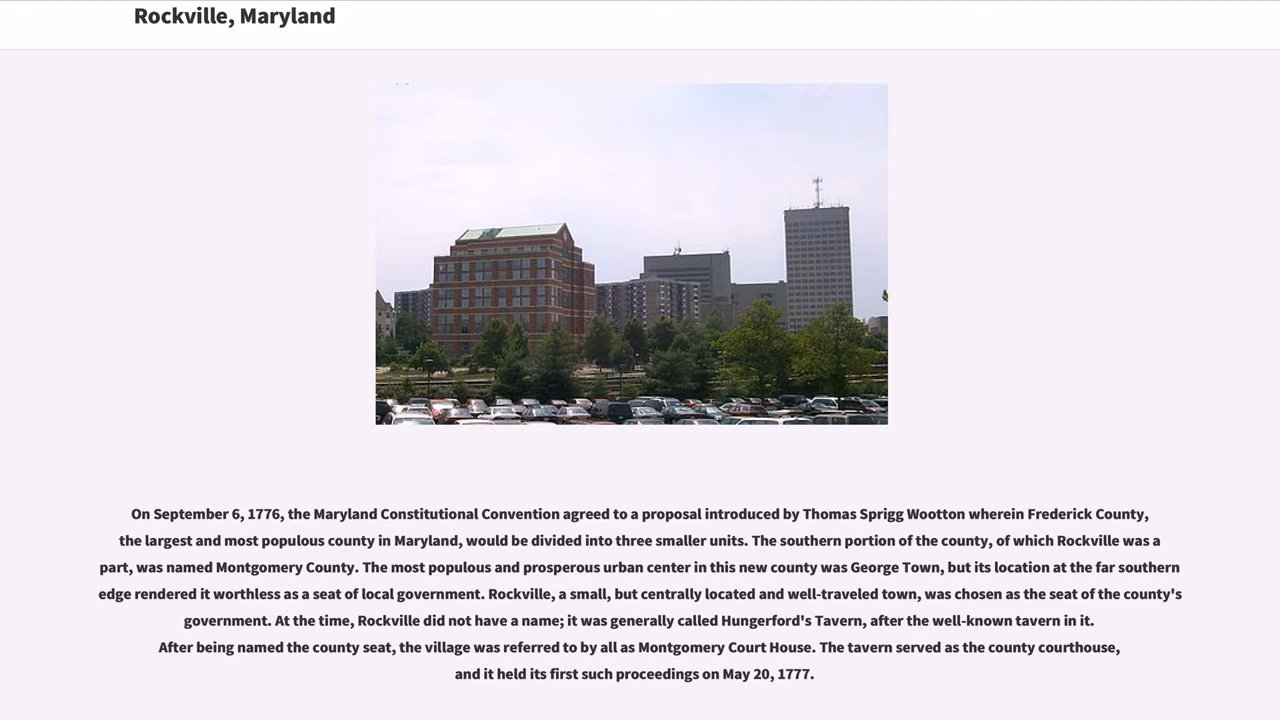 Rockville, Maryland
On September 6, 1776, the Maryland Constitutional Convention agreed to a proposal introduced by Thomas Sprigg Wootton wherein Frederick County,
the largest and most populous county in Maryland, would be divided into three smaller units. The southern portion of the county, of which Rockville was a
part, was named Montgomery County. The most populous and prosperous urban center in this new county was George Town, but its location at the far southern
edge rendered it worthless as a seat of local government. Rockville, a small, but centrally located and well-traveled town, was chosen as the seat of the county's
government. At the time, Rockville did not have a name; it was generally called Hungerford's Tavern, after the well-known tavern in it.
After being named the county seat, the village was referred to by all as Montgomery Court House. The tavern served as the county courthouse,
and it held its first such proceedings on May 20, 1777.